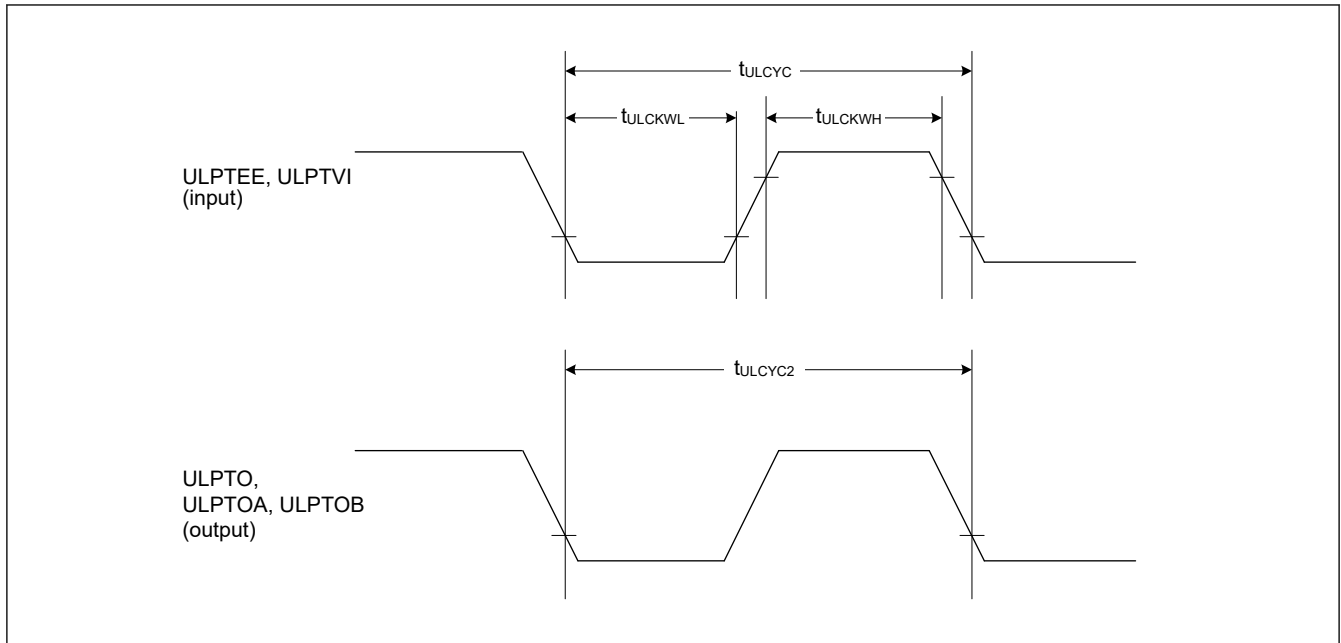 tULCYC
tULCKWL
tULCKWH
ULPTEE, ULPTVI
(input)
tULCYC2
ULPTO,
ULPTOA, ULPTOB
(output)